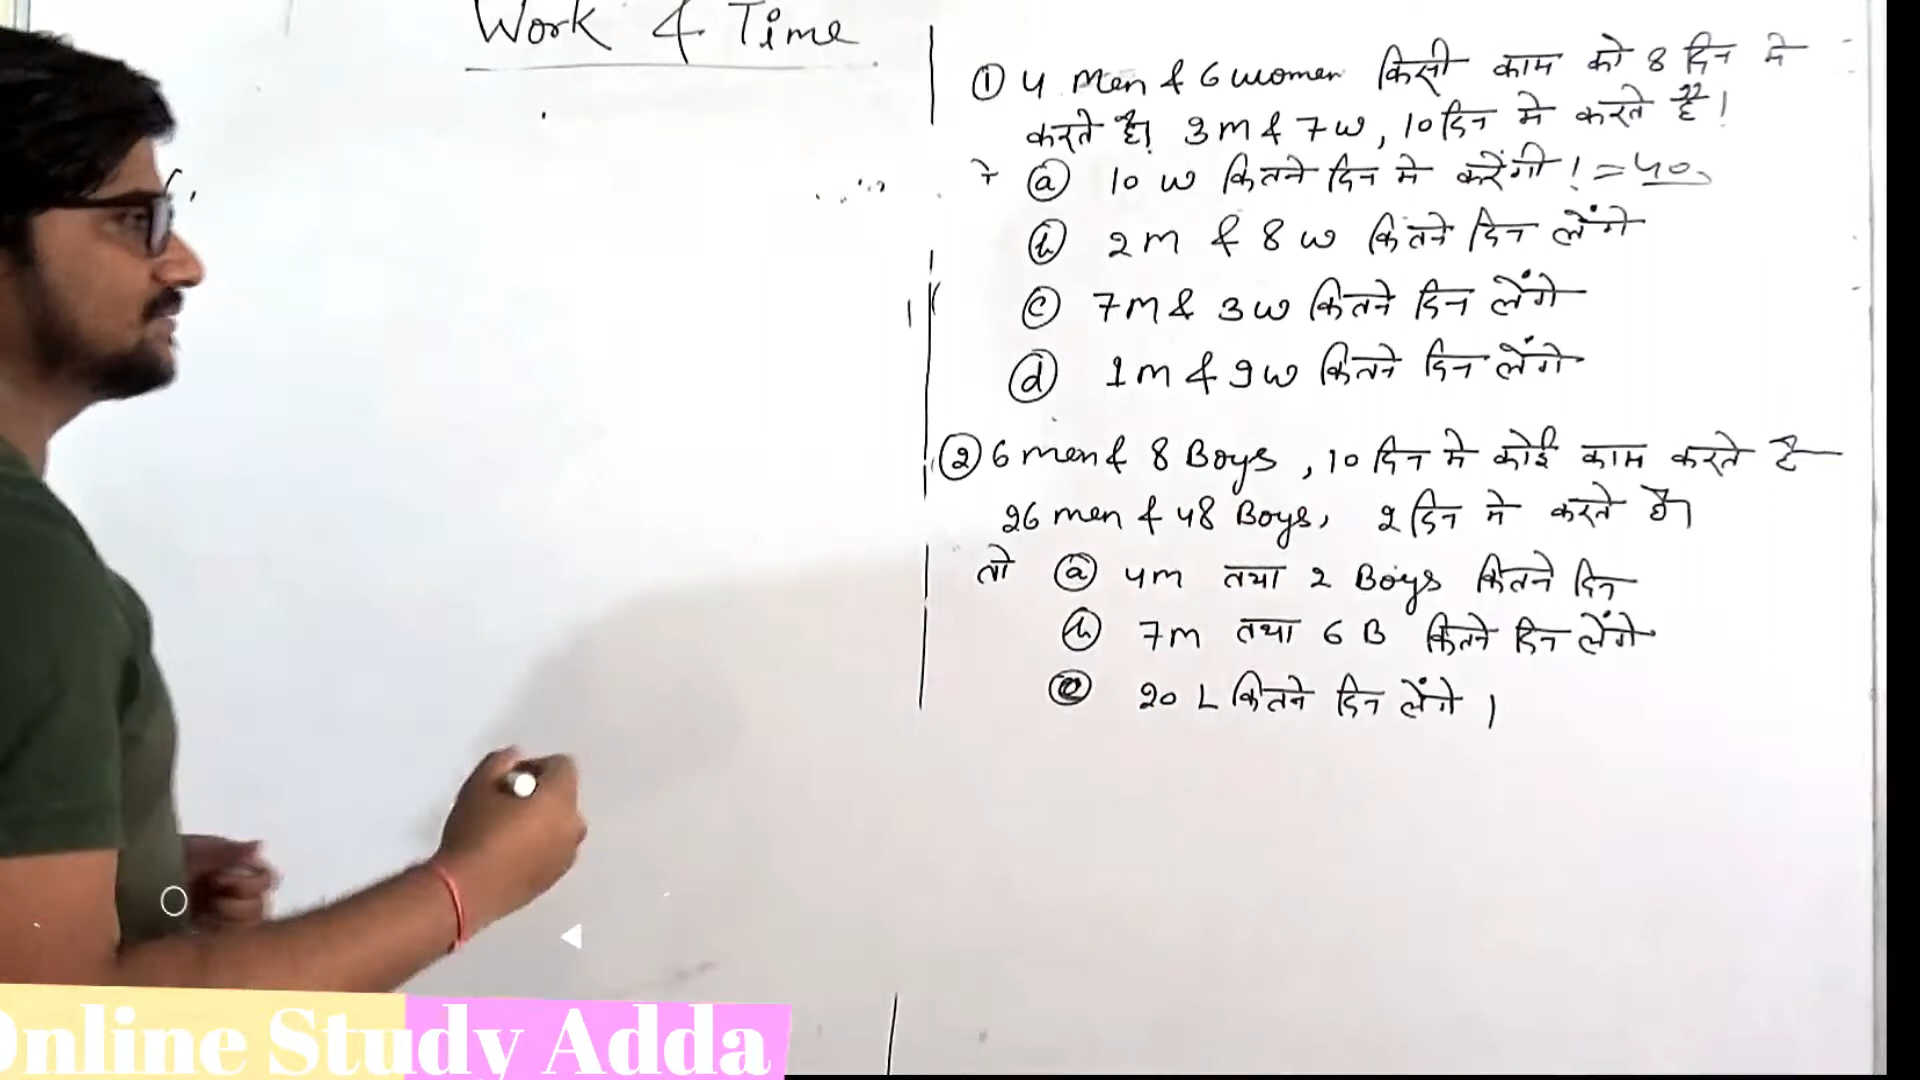 Work & Time
① 4 Men & 6 women किसी काम को 8 दिन मे
करते है। 3m & 7w, 10 दिन मे करते है।
ⓐ 10 w कितने दिन मे करेंगी! = 40
ⓑ 2m & 8w कितने दिन लेंगे
ⓒ 7m & 3w कितने दिन लेंगे
ⓓ 1m & 9w कितने दिन लेंगे
② 6 men & 8 Boys, 10 दिन मे कोई काम करते है
26 men & 48 Boys, 2 दिन मे करते है।
तो ⓐ 4m तथा 2 Boys कितने दिन
ⓑ 7m तथा 6 B कितने दिन लेंगे
20 L कितने दिन लेंगे ।
Online Study Adda